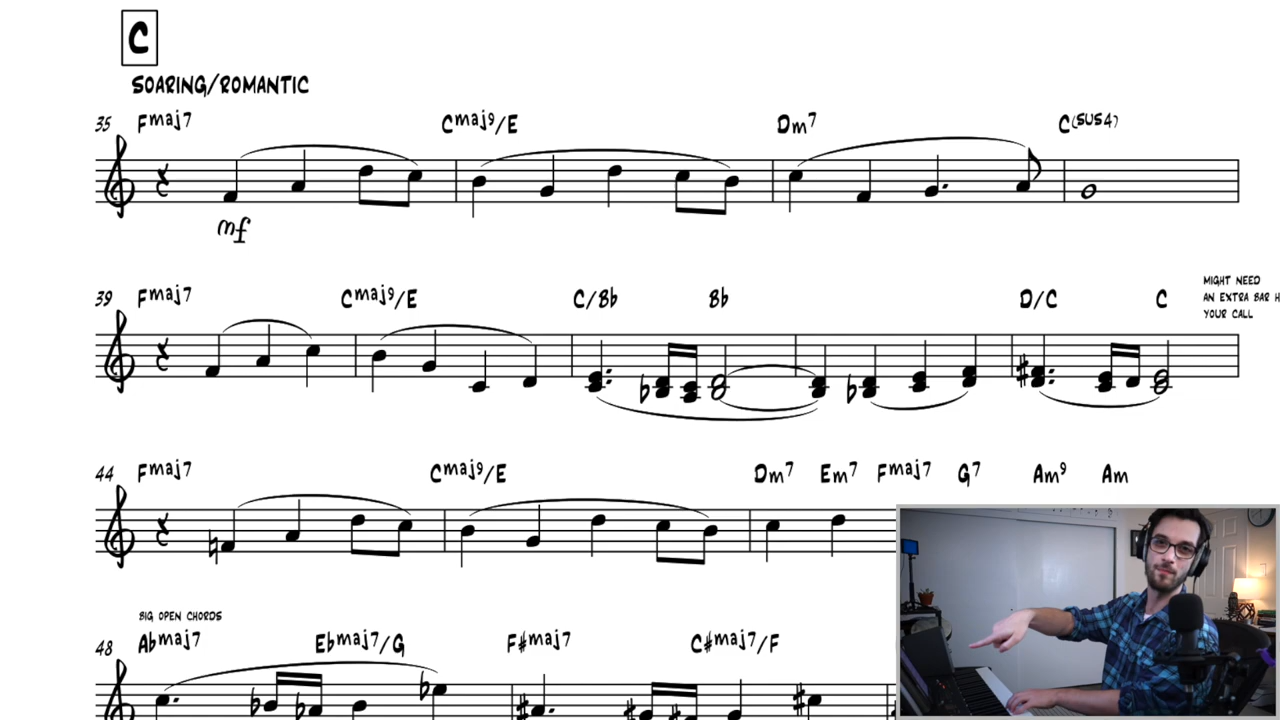 C
SOARING/ROMANTIC
35 Fmaj7 Cmaj9/E Dm7 C(SUS4)
mf
39 Fmaj7 Cmaj9/E C/Bb Bb D/C C
MIGHT NEED
AN EXTRA BAR H
YOUR CALL
44 Fmaj7 Cmaj9/E Dm7 Em7 Fmaj7 G7 Am9 Am
BIG OPEN CHORDS
48 Abmaj7 Ebmaj7/G F#maj7 C#maj7/F